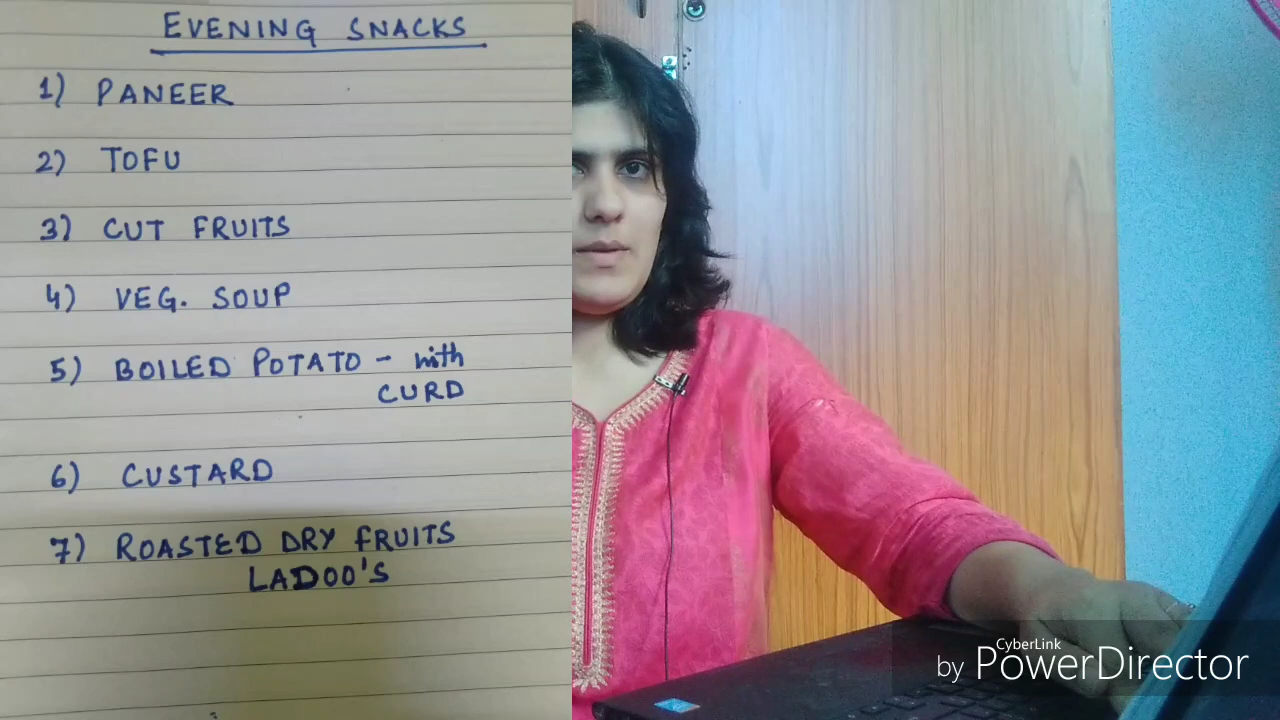 EVENING SNACKS
1) PANEER
2) TOFU
3) CUT FRUITS
4) VEG. SOUP
5) BOILED POTATO - with
CURD
6) CUSTARD
7) ROASTED DRY FRUITS
LADOO'S
CyberLink
by PowerDirector